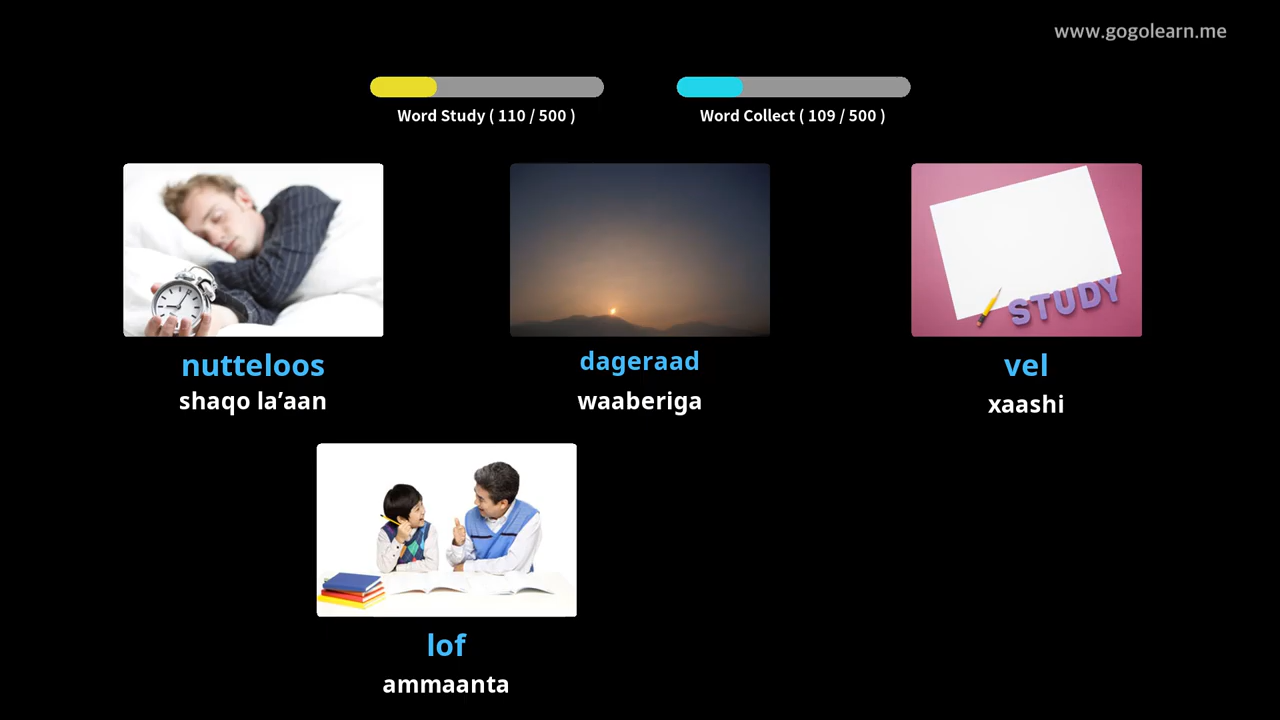 www.gogolearn.me
Word Study ( 110 / 500 )
Word Collect ( 109 / 500 )
STUDY
nutteloos
shaqo la’aan
dageraad
waaberiga
vel
xaashi
lof
ammaanta